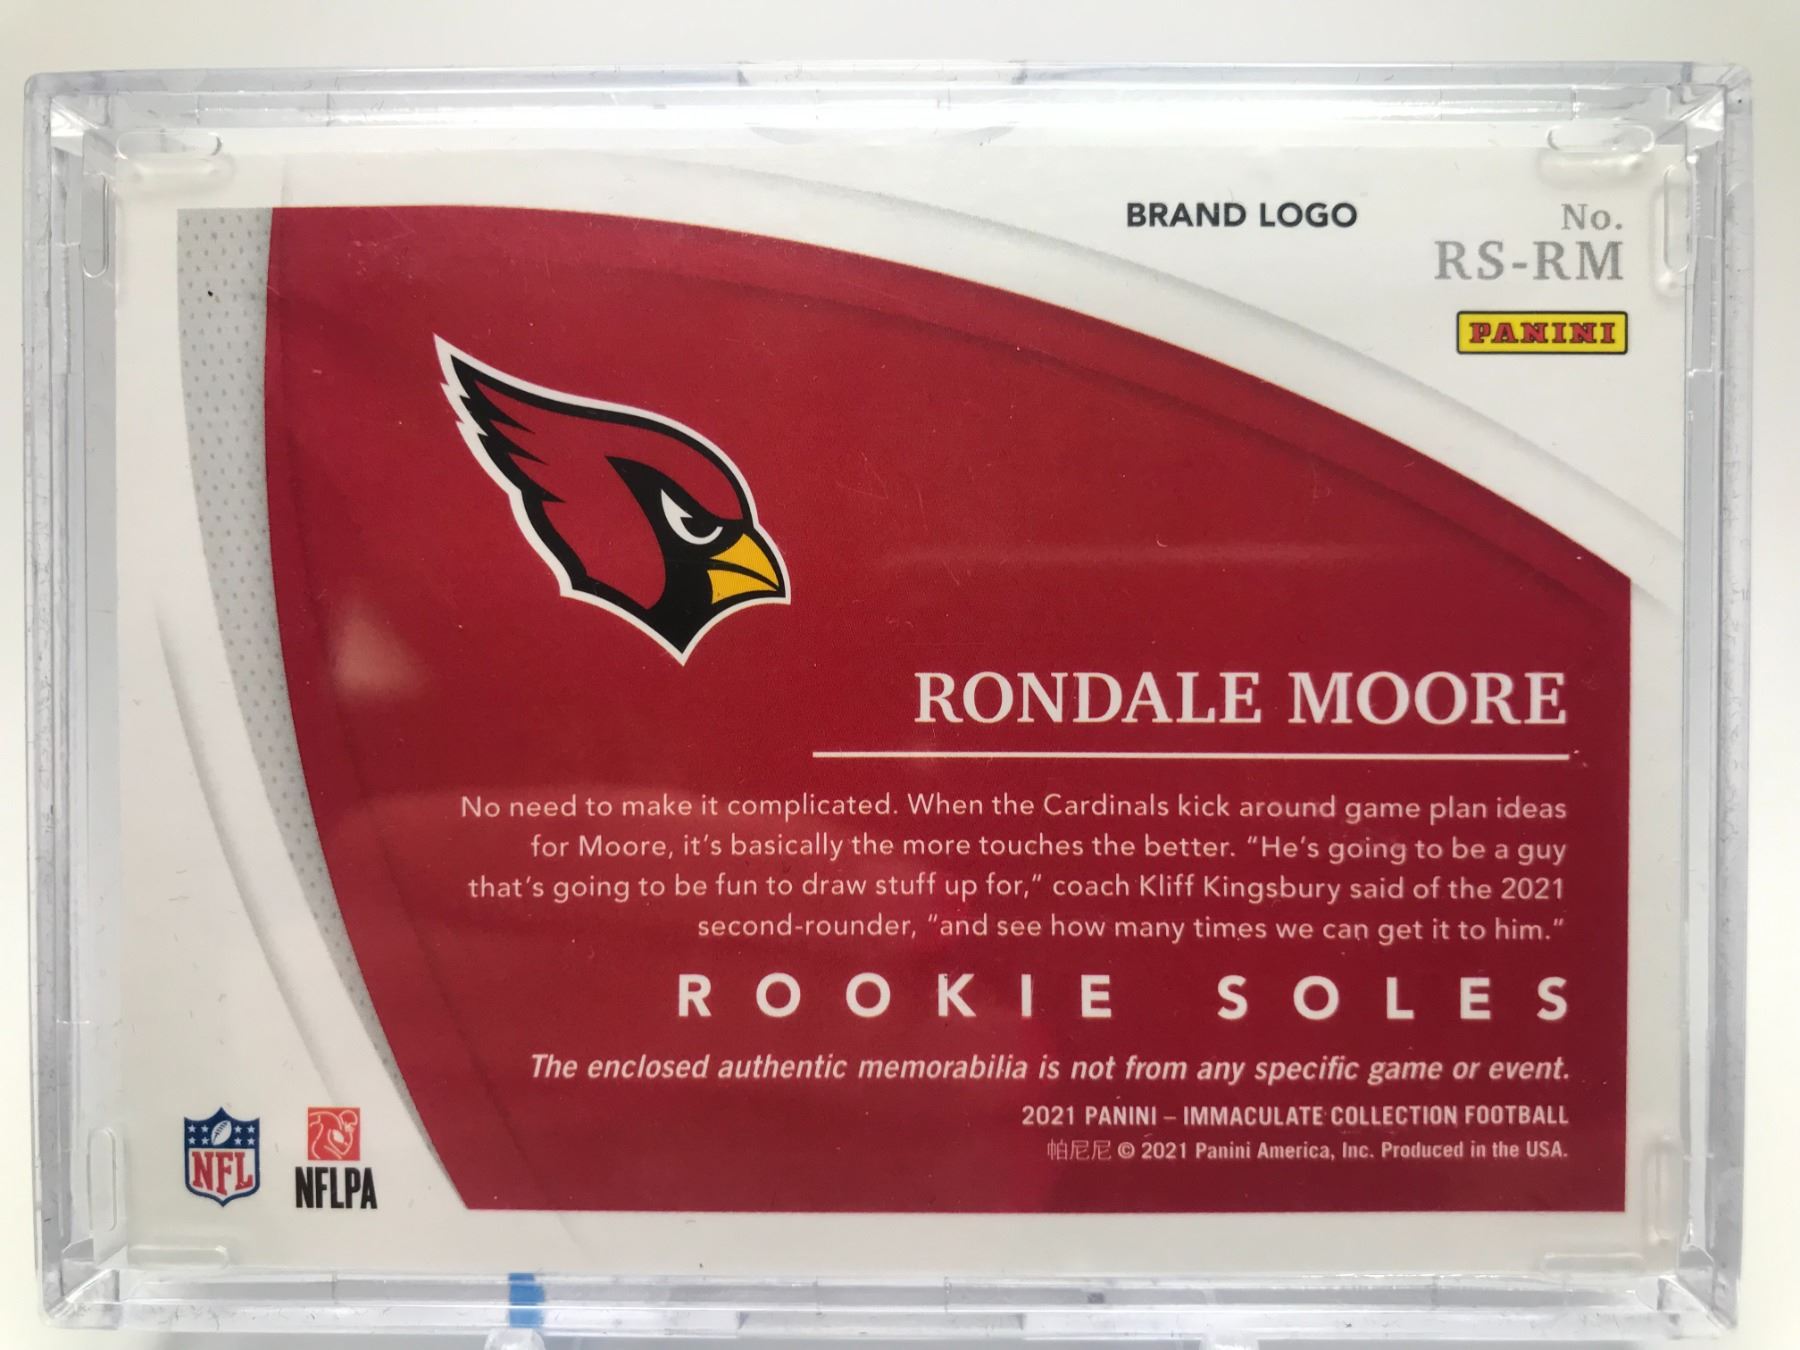 BRAND LOGO
No.
RS-RM
PANINI
RONDALE MOORE
No need to make it complicated. When the Cardinals kick around game plan ideas
for Moore, it's basically the more touches the better. “He's going to be a guy
that's going to be fun to draw stuff up for,” coach Kliff Kingsbury said of the 2021
second-rounder, “and see how many times we can get it to him.”
ROOKIE SOLES
The enclosed authentic memorabilia is not from any specific game or event.
2021 PANINI – IMMACULATE COLLECTION FOOTBALL
帕尼尼 © 2021 Panini America, Inc. Produced in the USA.
NFL
NFLPA